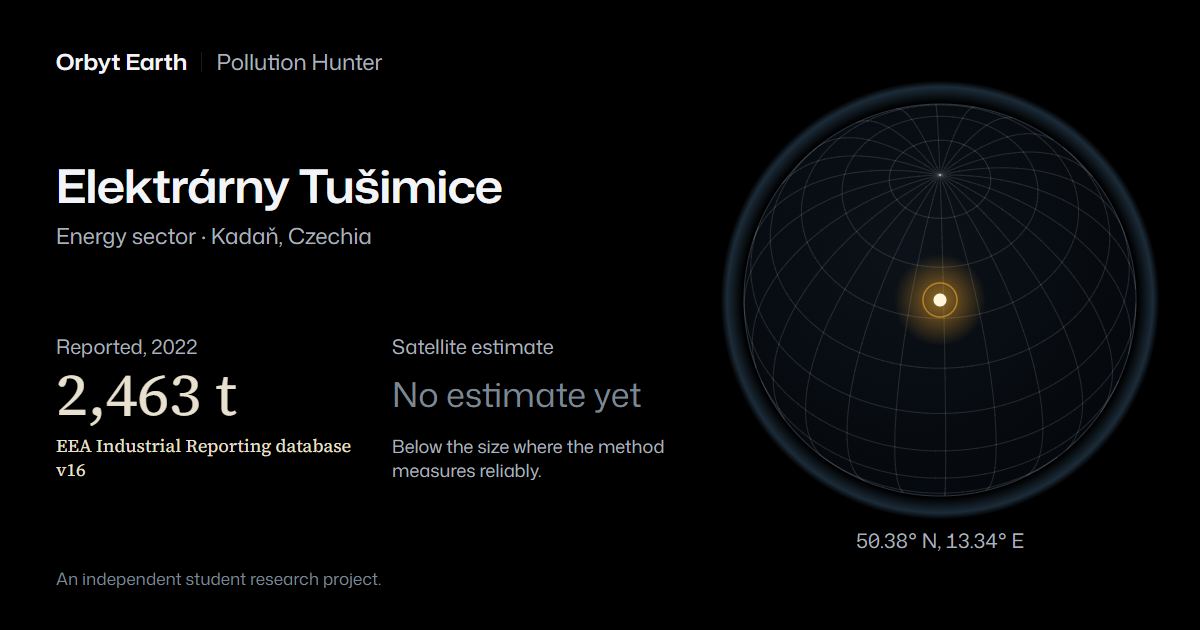 Orbyt Earth | Pollution Hunter
Elektrárny Tušimice
Energy sector · Kadaň, Czechia
Reported, 2022
2,463 t
EEA Industrial Reporting database
v16
Satellite estimate
No estimate yet
Below the size where the method
measures reliably.
50.38° N, 13.34° E
An independent student research project.